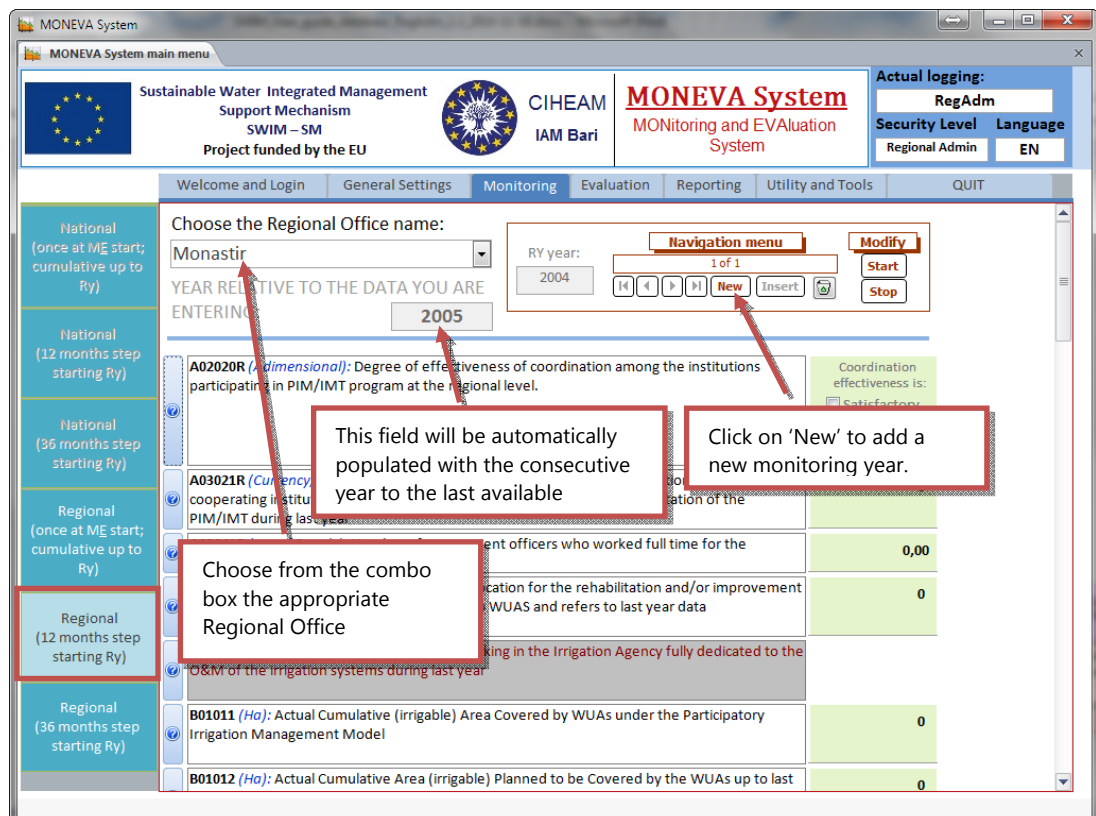 MONEVA System
MONEVA System main menu
Sustainable Water Integrated Management
Support Mechanism
SWIM – SM
Project funded by the EU
CIHEAM
IAM Bari
MONEVA System
MONitoring and EVAluation
System
Actual logging:
RegAdm
Security Level Language
Regional Admin EN
Welcome and Login General Settings Monitoring Evaluation Reporting Utility and Tools QUIT
National
(once at ME start;
cumulative up to
Ry)
National
(12 months step
starting Ry)
National
(36 months step
starting Ry)
Regional
(once at ME start;
cumulative up to
Ry)
Regional
(12 months step
starting Ry)
Regional
(36 months step
starting Ry)
Choose the Regional Office name:
Monastir
YEAR RELATIVE TO THE DATA YOU ARE
ENTERING
2005
RY year:
2004
Navigation menu
1 of 1
New Insert
Modify
Start
Stop
A02020R (Adimensional): Degree of effectiveness of coordination among the institutions
participating in PIM/IMT program at the regional level.
Coordination
effectiveness is:
Satisfactory
This field will be automatically
populated with the consecutive
year to the last available
Click on ‘New’ to add a
new monitoring year.
A03021R (Currency)
cooperating institu
tation of the
PIM/IMT during last year
ent officers who worked full time for the
0,00
Choose from the combo
box the appropriate
Regional Office
cation for the rehabilitation and/or improvement
WUAS and refers to last year data
0
king in the Irrigation Agency fully dedicated to the
O&M of the irrigation systems during last year
B01011 (Ha): Actual Cumulative (irrigable) Area Covered by WUAs under the Participatory
Irrigation Management Model
0
B01012 (Ha): Actual Cumulative Area (irrigable) Planned to be Covered by the WUAs up to last
0